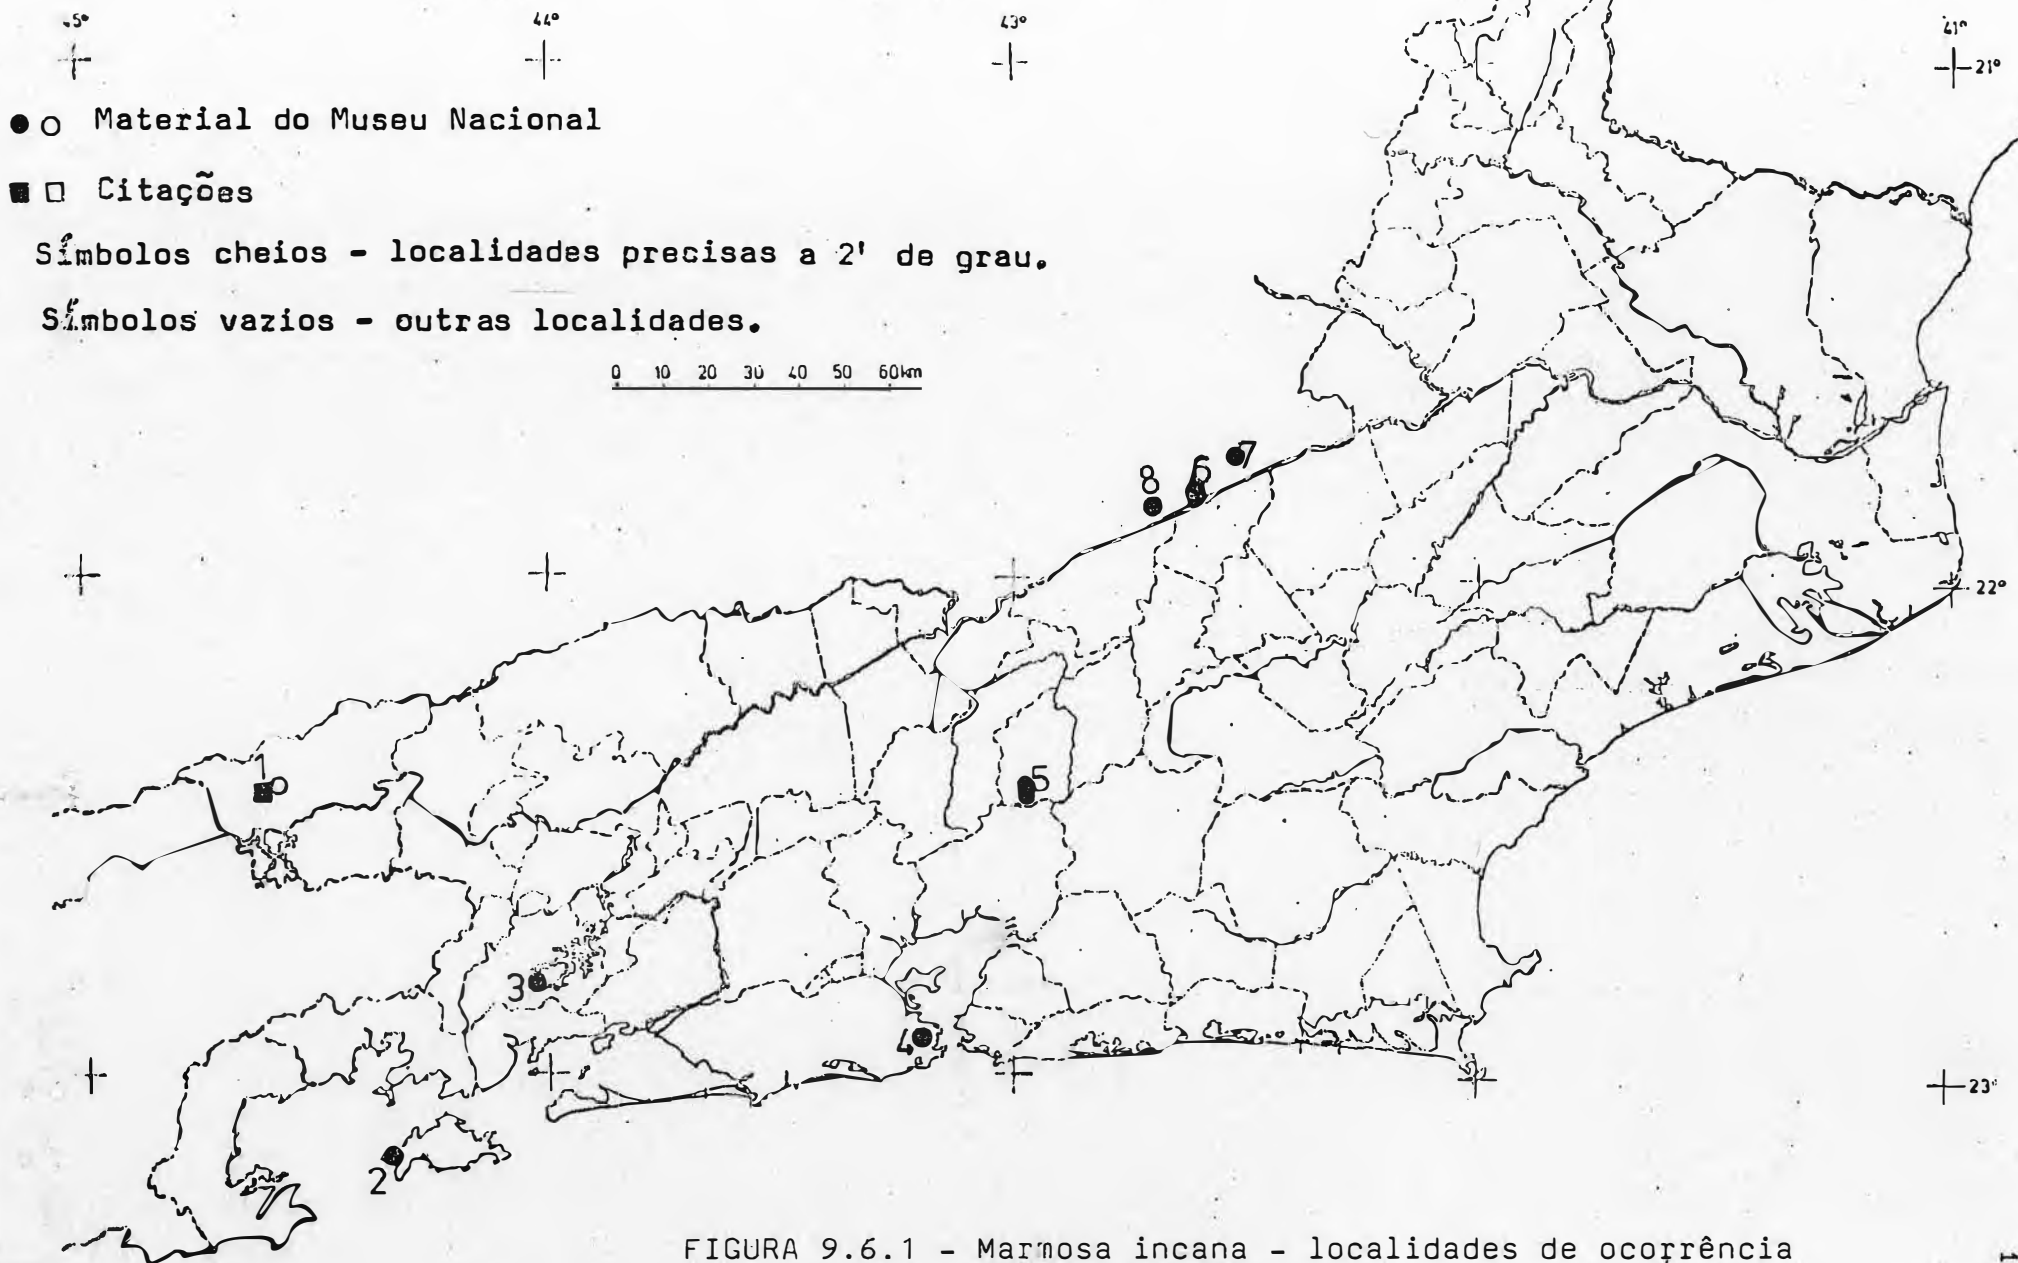 45° 44° 43° 41°
21°
Material do Museu Nacional
Citações
Símbolos cheios - localidades precisas a 2' de grau.
Símbolos vazios - outras localidades.
0 10 20 30 40 50 60km
7
6
8
22°
5
3
4
23°
2
FIGURA 9.6.1 - Marmosa incana - localidades de ocorrência